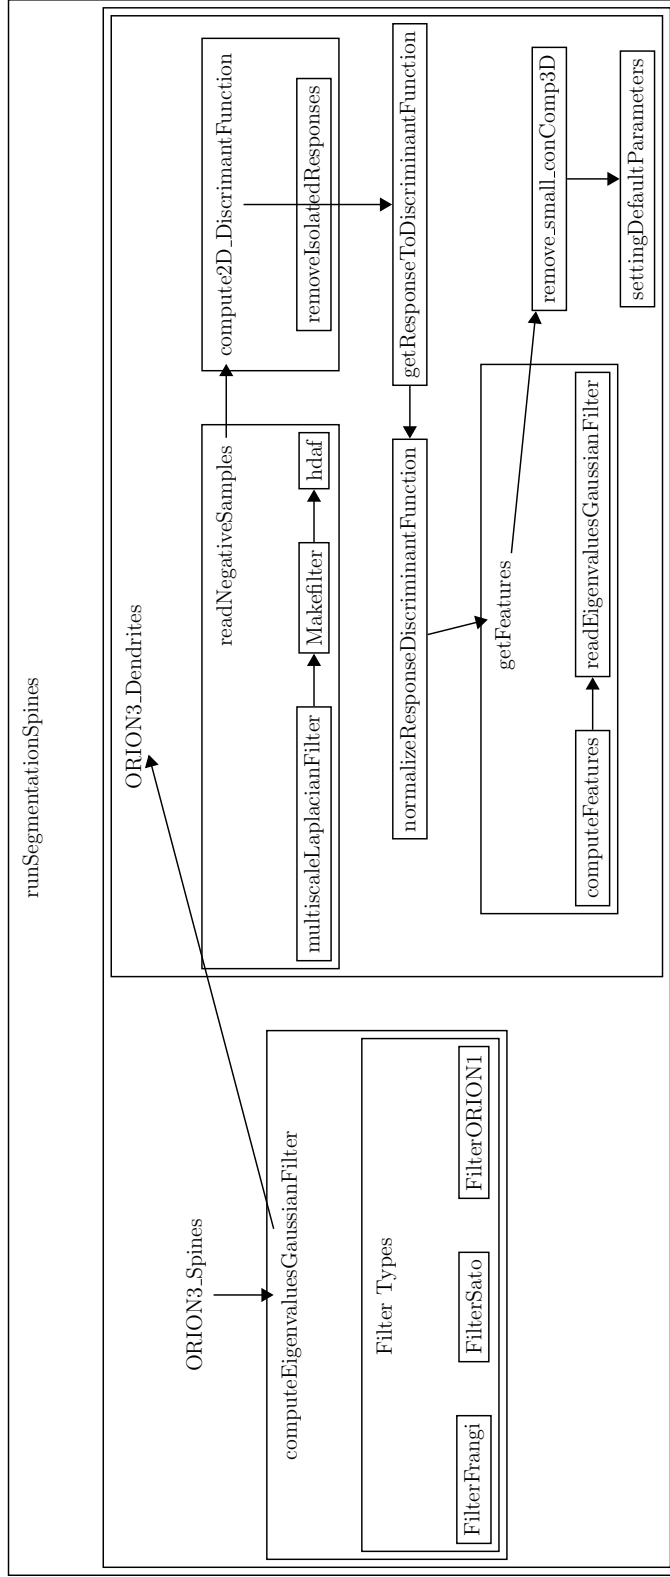 runSegmentationSpines
ORION3_Spines
computeEigenvaluesGaussianFilter
Filter Types
FilterFrangi
FilterSato
FilterORION1
ORION3_Dendrites
readNegativeSamples
multiscaleLaplacianFilter
Makefilter
hdaf
compute2D_DiscrimantFunction
removeIsolatedResponses
normalizeResponseDiscriminantFunction
getResponseToDiscriminantFunction
getFeatures
computeFeatures
readEigenvaluesGaussianFilter
remove_small_conComp3D
settingDefaultParameters